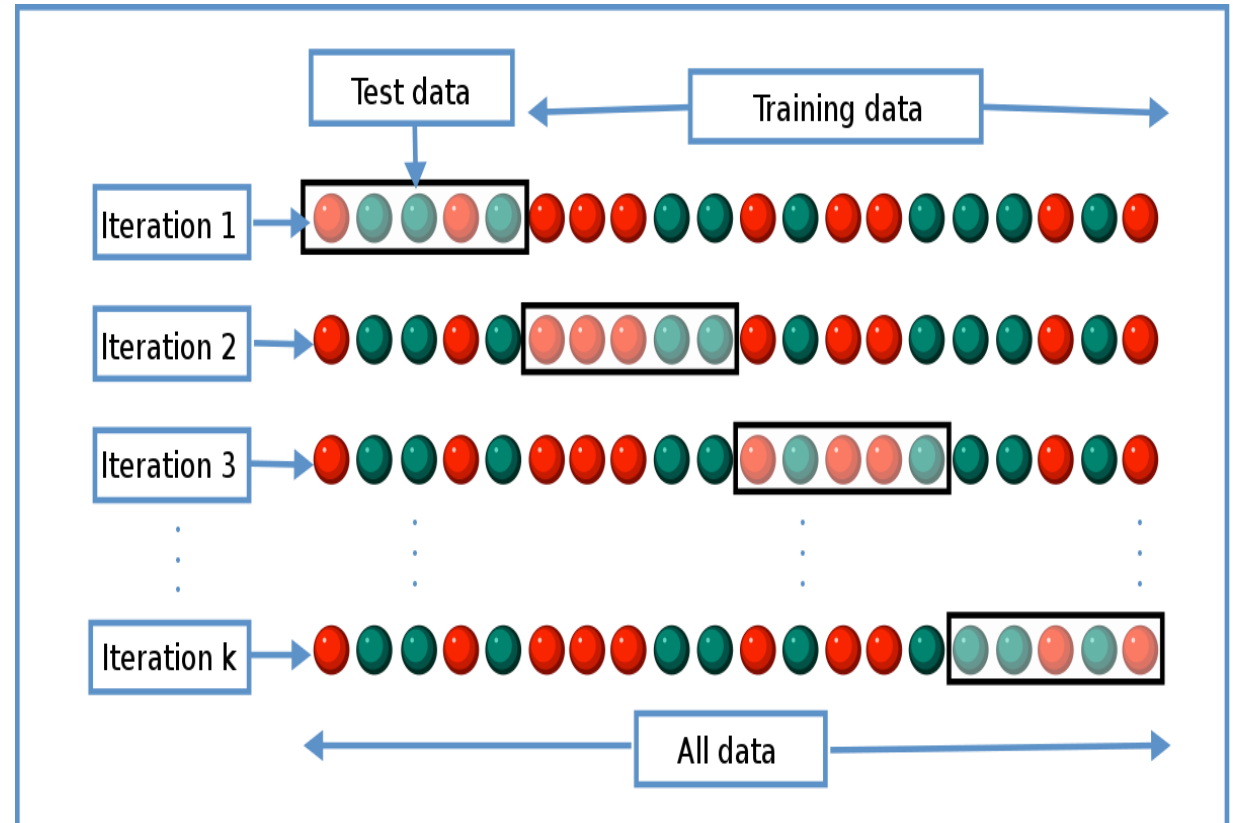 Test data
Training data
Iteration 1
Iteration 2
Iteration 3
Iteration k
All data